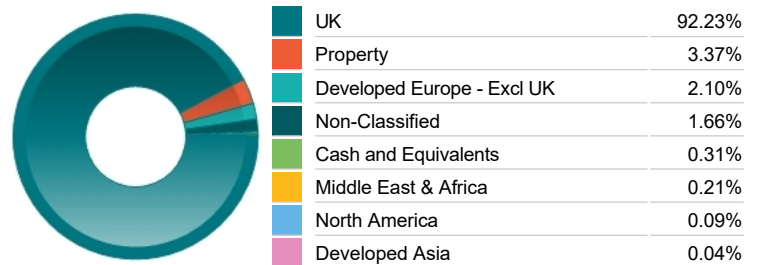 UK 92.23%
Property 3.37%
Developed Europe - Excl UK 2.10%
Non-Classified 1.66%
Cash and Equivalents 0.31%
Middle East & Africa 0.21%
North America 0.09%
Developed Asia 0.04%